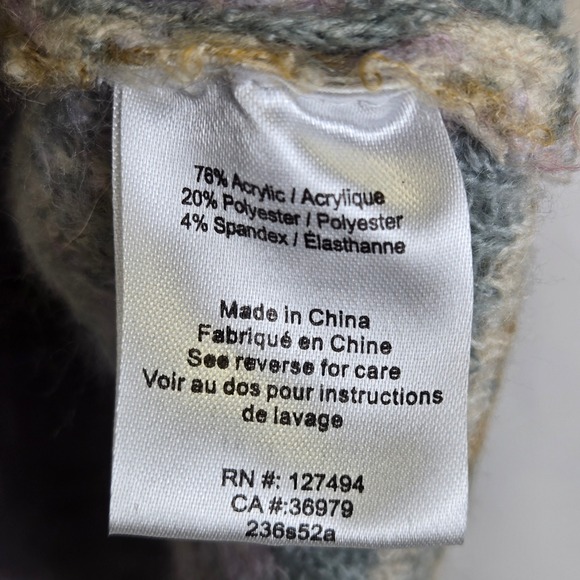 76% Acrylic / Acrylique
20% Polyester / Polyester
4% Spandex / Élasthanne
Made in China
Fabriqué en Chine
See reverse for care
Voir au dos pour instructions
de lavage
RN #: 127494
CA #:36979
236s52a